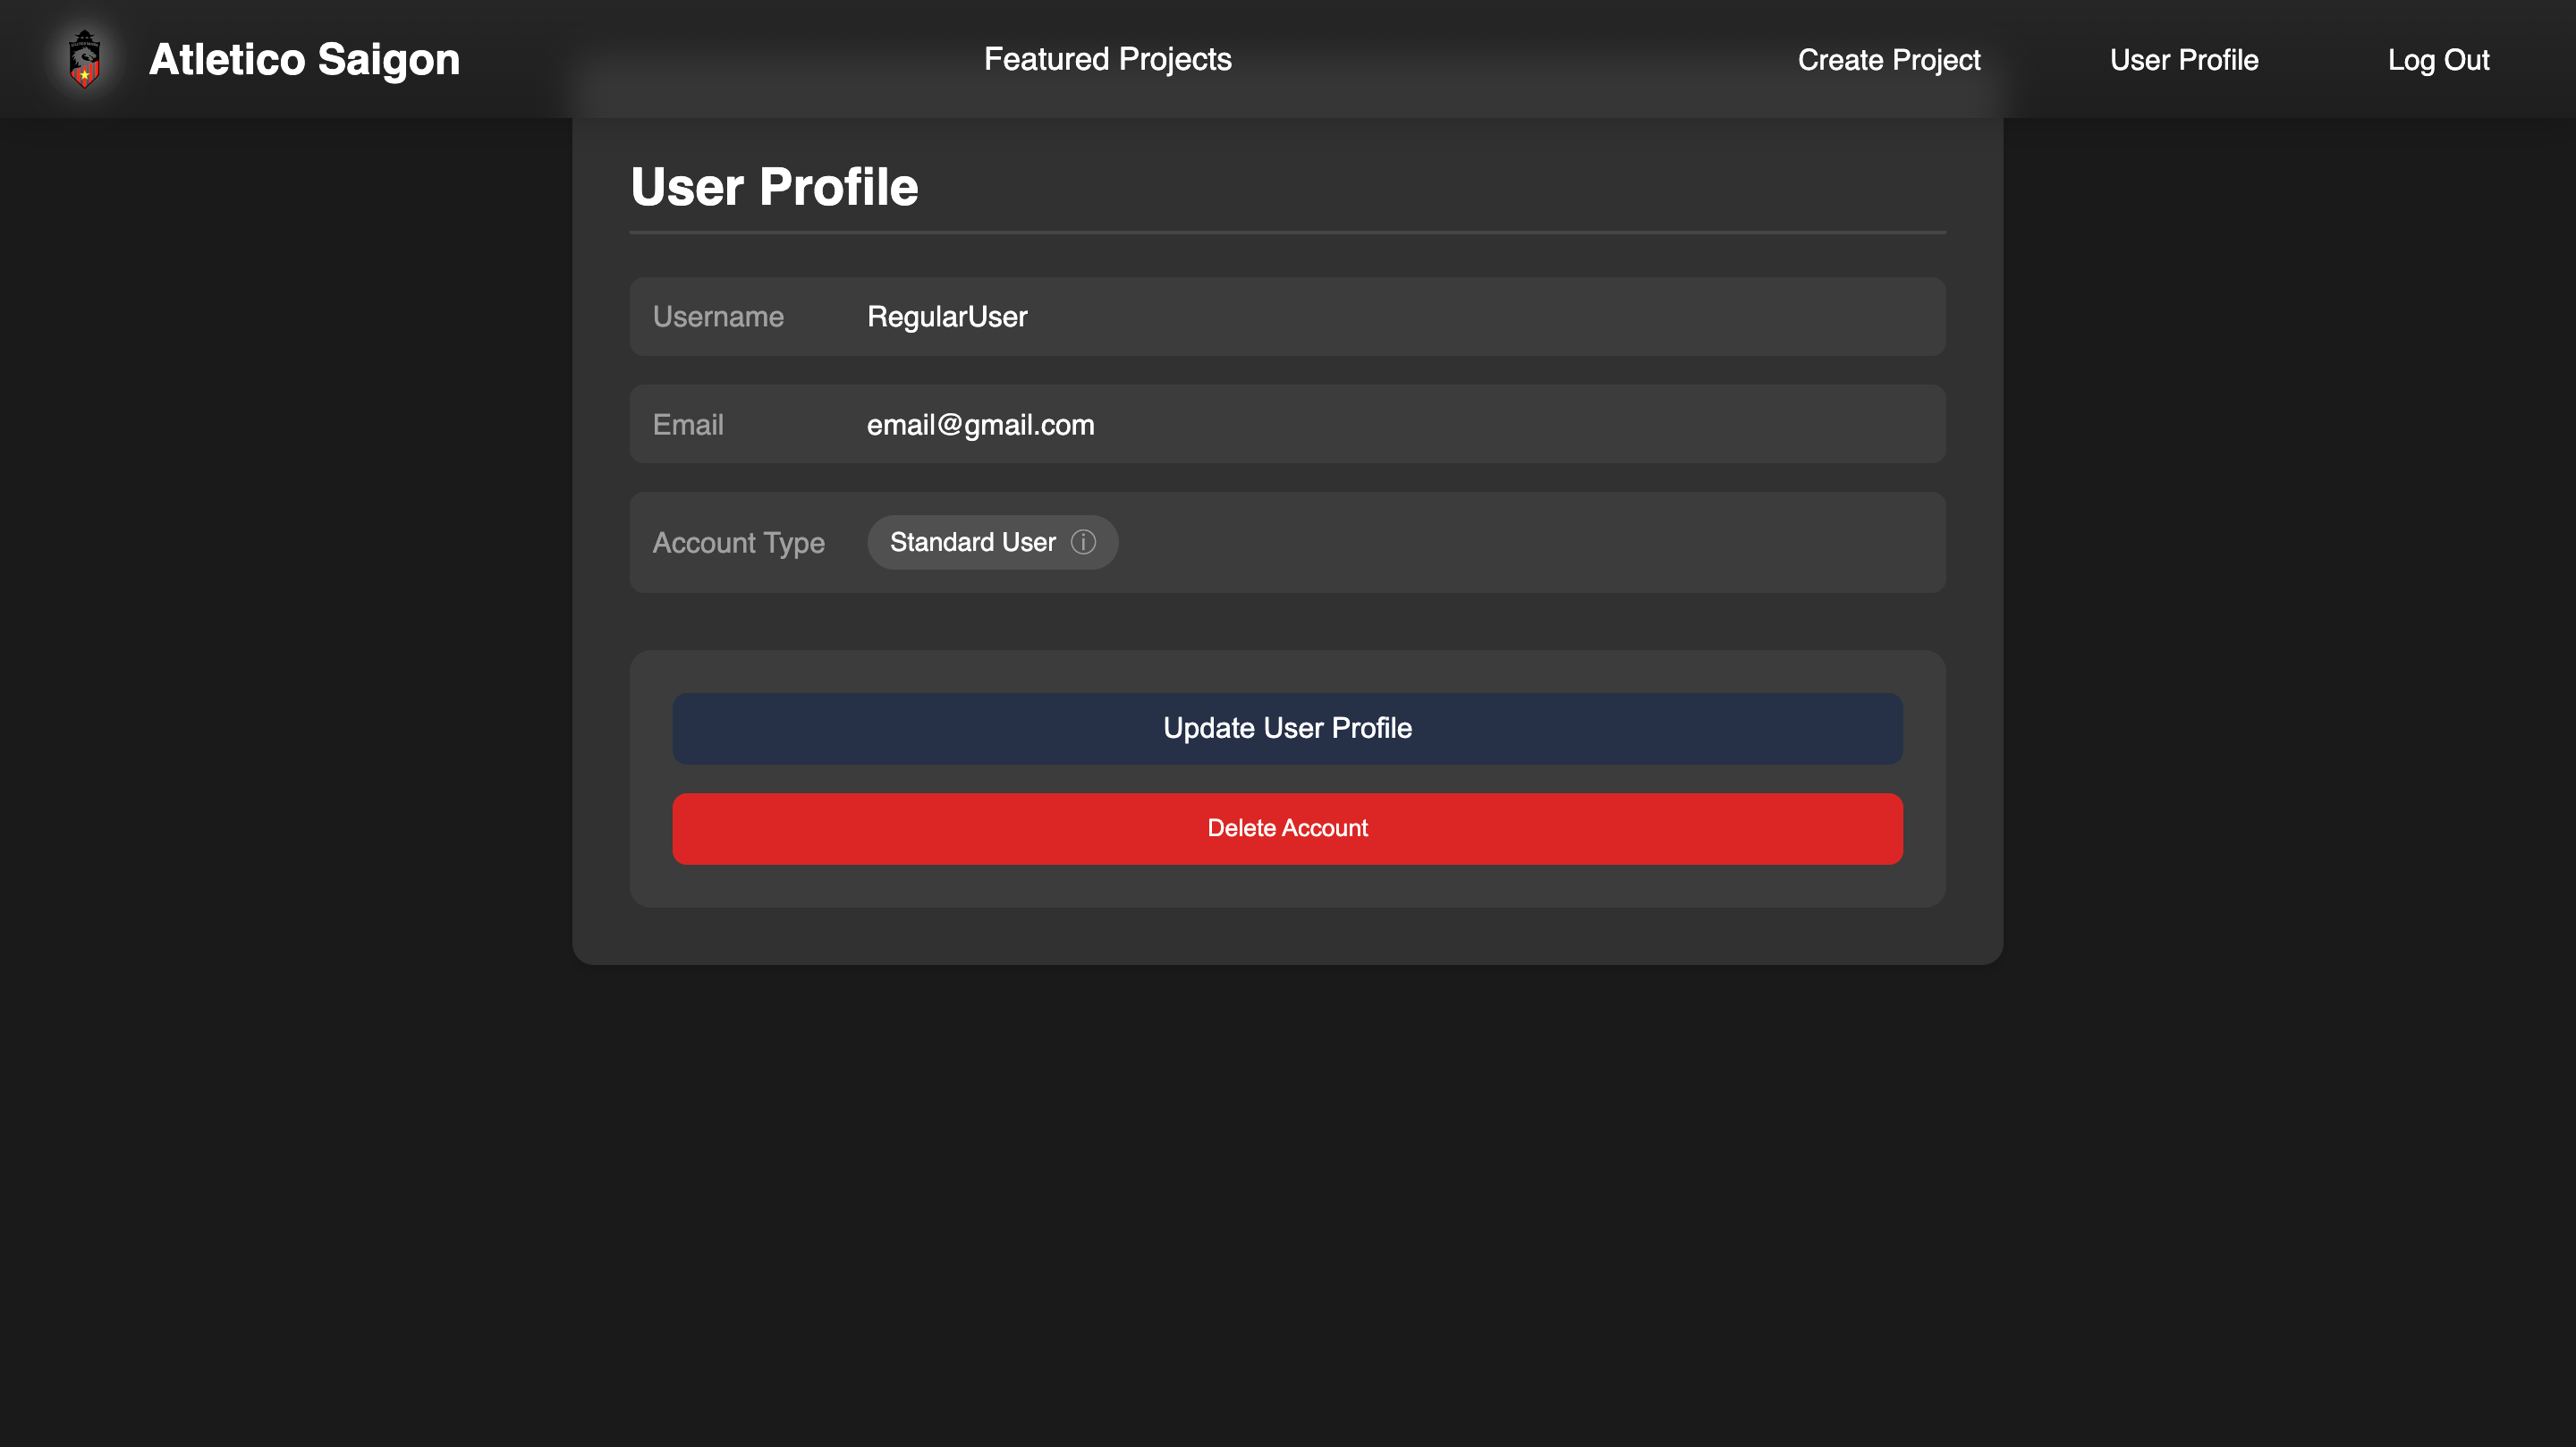 Atletico Saigon
Featured Projects
Create Project
User Profile
Log Out
User Profile
Username RegularUser
Email email@gmail.com
Account Type Standard User ⓘ
Update User Profile
Delete Account